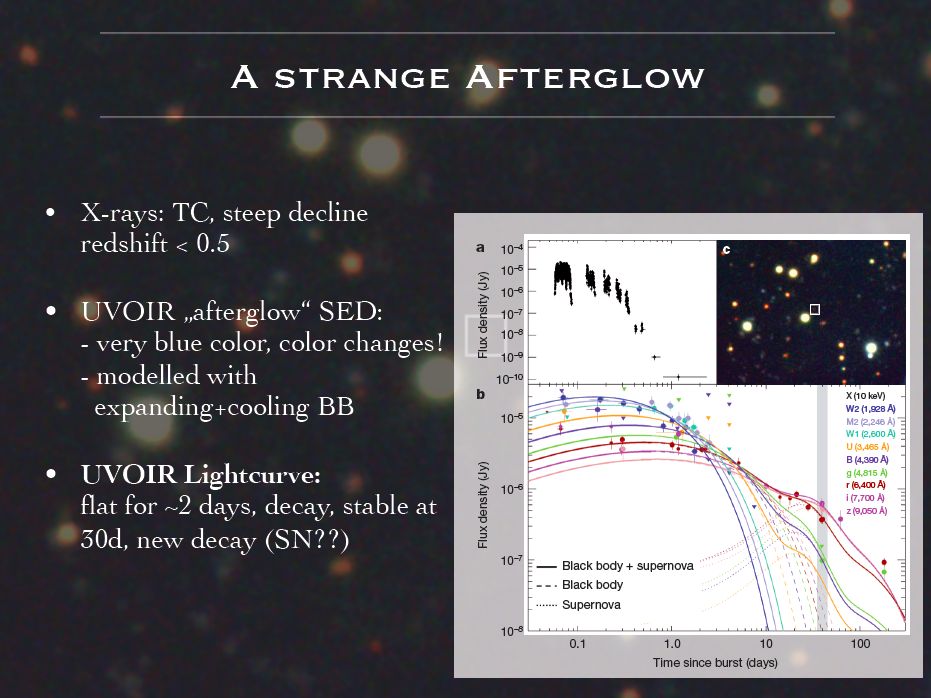 A STRANGE AFTERGLOW
• X-rays: TC, steep decline
redshift < 0.5
• UVOIR „afterglow“ SED:
- very blue color, color changes!
- modelled with
expanding+cooling BB
• UVOIR Lightcurve:
flat for ~2 days, decay, stable at
30d, new decay (SN??)
a
Flux density (Jy)
10⁻⁴
10⁻⁵
10⁻⁶
10⁻⁷
10⁻⁸
10⁻⁹
10⁻¹⁰
c
b
Flux density (Jy)
10⁻⁵
10⁻⁶
10⁻⁷
10⁻⁸
X (10 keV)
W2 (1,928 Å)
M2 (2,246 Å)
W1 (2,600 Å)
U (3,465 Å)
B (4,390 Å)
g (4,815 Å)
r (6,400 Å)
i (7,700 Å)
z (9,050 Å)
Black body + supernova
Black body
Supernova
0.1 1.0 10 100
Time since burst (days)